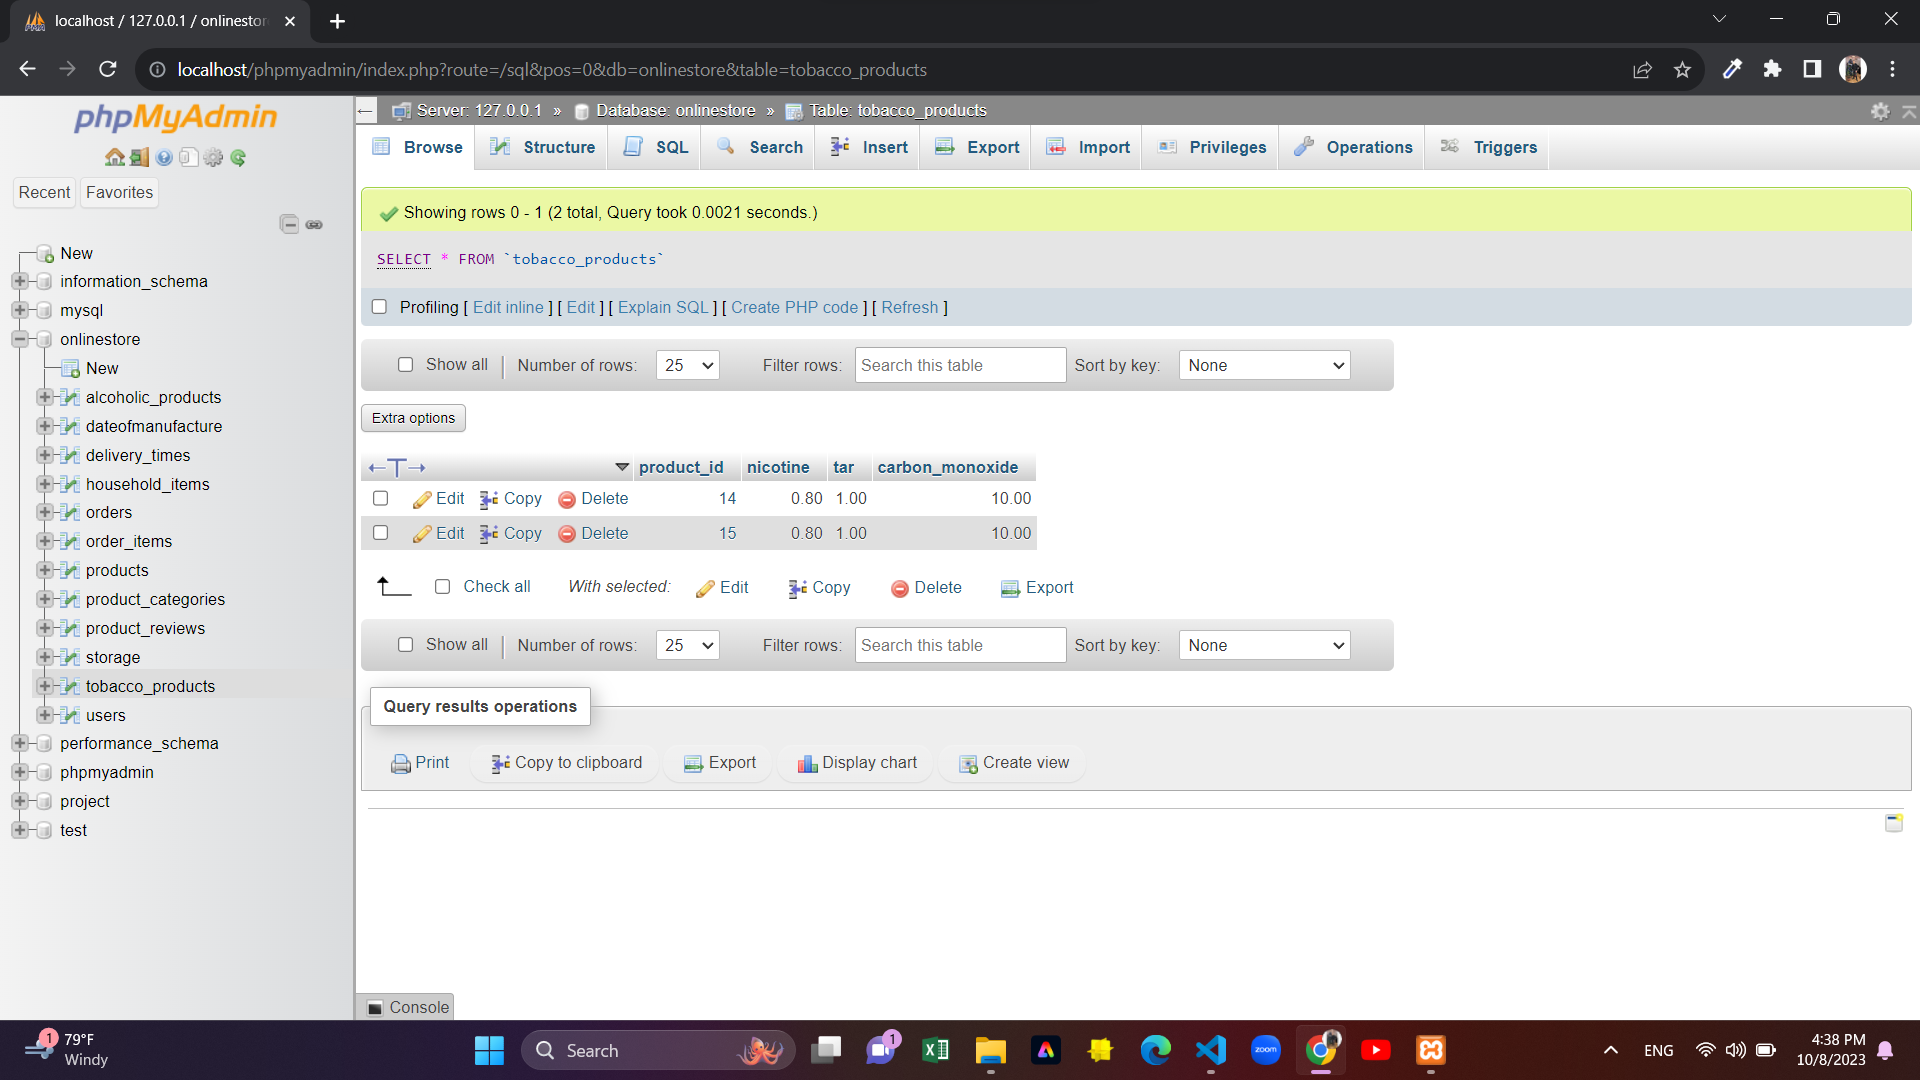 localhost / 127.0.0.1 / onlinestor
localhost/phpmyadmin/index.php?route=/sql&pos=0&db=onlinestore&table=tobacco_products
phpMyAdmin
Recent Favorites
New
information_schema
mysql
onlinestore
New
alcoholic_products
dateofmanufacture
delivery_times
household_items
orders
order_items
products
product_categories
product_reviews
storage
tobacco_products
users
performance_schema
phpmyadmin
project
test
Server: 127.0.0.1 » Database: onlinestore » Table: tobacco_products
Browse Structure SQL Search Insert Export Import Privileges Operations Triggers
Showing rows 0 - 1 (2 total, Query took 0.0021 seconds.)
SELECT * FROM `tobacco_products`
Profiling [ Edit inline ] [ Edit ] [ Explain SQL ] [ Create PHP code ] [ Refresh ]
Show all | Number of rows: 25 Filter rows: Search this table Sort by key: None
Extra options
←T→ product_id nicotine tar carbon_monoxide
Edit Copy Delete 14 0.80 1.00 10.00
Edit Copy Delete 15 0.80 1.00 10.00
Check all With selected: Edit Copy Delete Export
Show all | Number of rows: 25 Filter rows: Search this table Sort by key: None
Query results operations
Print Copy to clipboard Export Display chart Create view
Console
1 79°F
Windy
Search
1
zoom
ENG
4:38 PM
10/8/2023